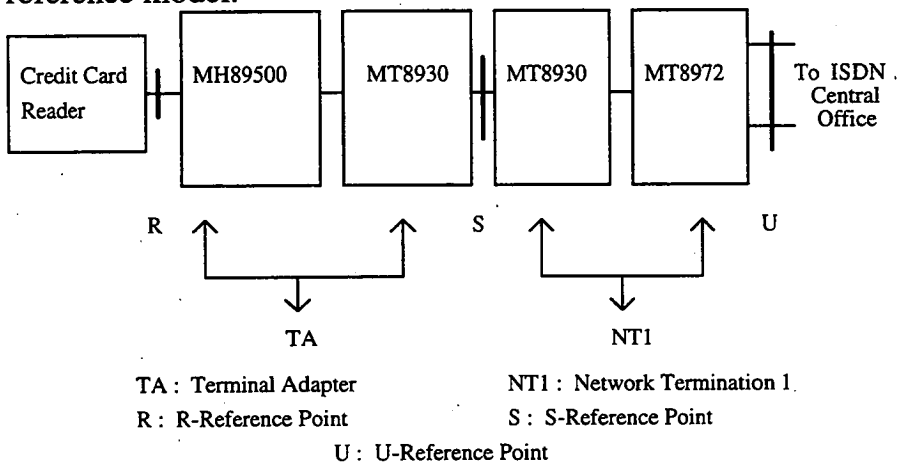 reference model.
Credit Card Reader
MH89500
MT8930
MT8930
MT8972
To ISDN Central Office
R
S
U
TA
NT1
TA : Terminal Adapter
NT1 : Network Termination 1
R : R-Reference Point
S : S-Reference Point
U : U-Reference Point